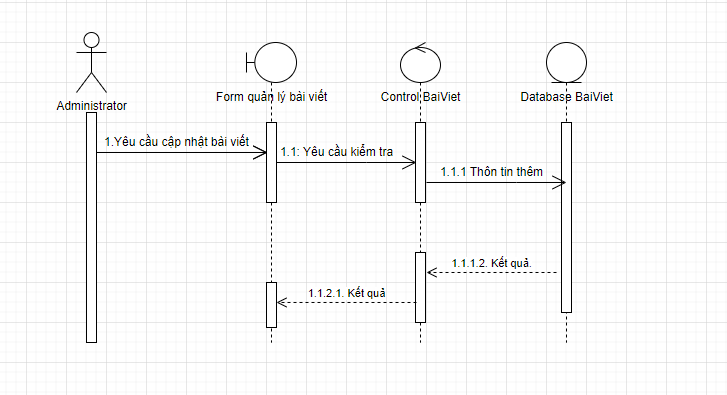 Administrator
Form quản lý bài viết
Control BaiViet
Database BaiViet
1.Yêu cầu cập nhật bài viết
1.1: Yêu cầu kiểm tra
1.1.1 Thôn tin thêm
1.1.1.2. Kết quả.
1.1.2.1. Kết quả